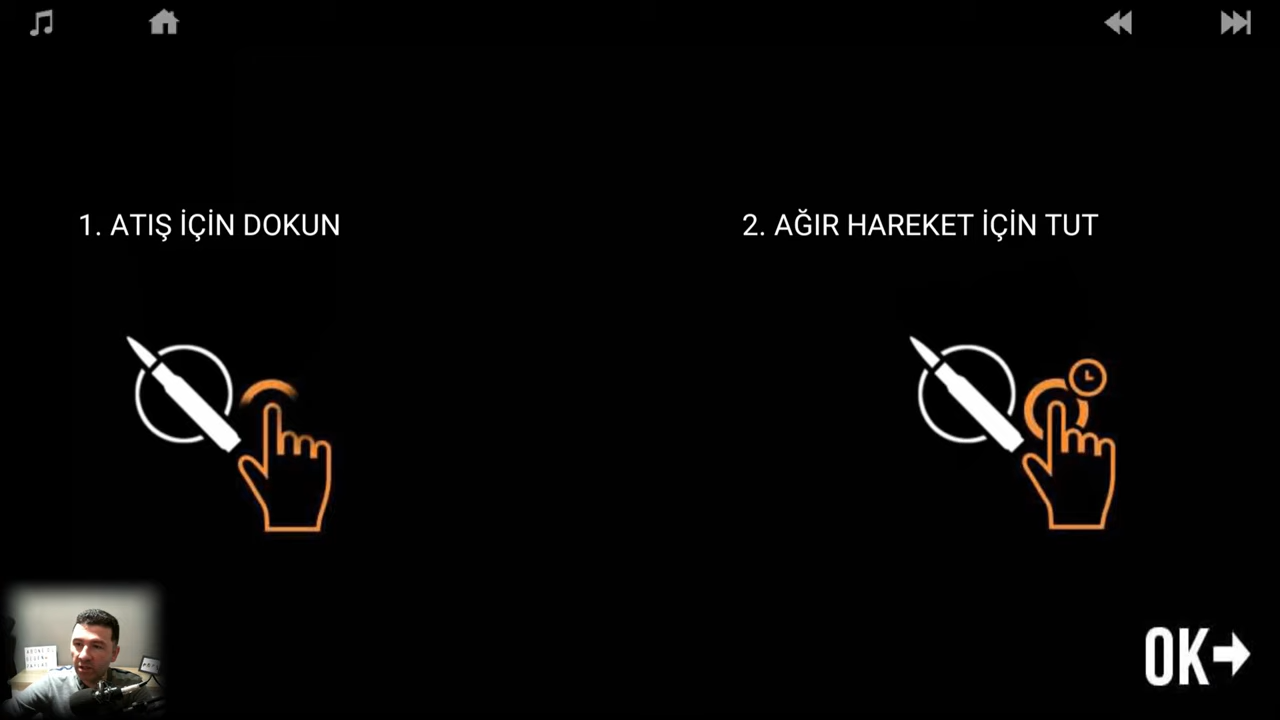 1. ATIŞ İÇİN DOKUN
2. AĞIR HAREKET İÇİN TUT
OK